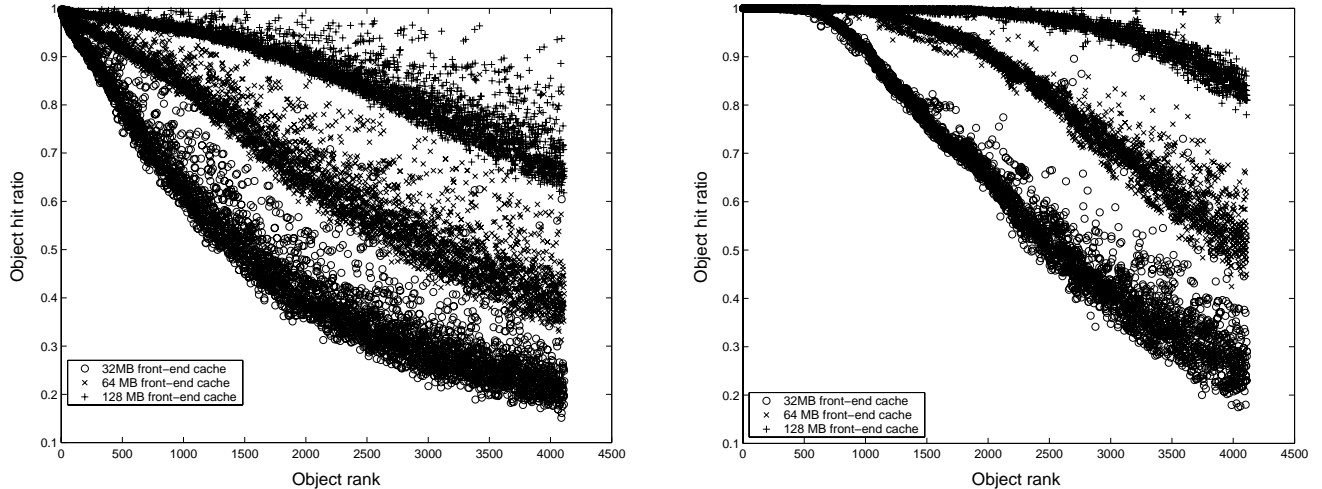 1
0.9
0.8
0.7
0.6
0.5
0.4
0.3
0.2
0.1
Object hit ratio
32MB front−end cache
64 MB front−end cache
128 MB front−end cache
0 500 1000 1500 2000 2500 3000 3500 4000 4500
Object rank
1
0.9
0.8
0.7
0.6
0.5
0.4
0.3
0.2
0.1
Object hit ratio
32MB front−end cache
64 MB front−end cache
128 MB front−end cache
0 500 1000 1500 2000 2500 3000 3500 4000 4500
Object rank